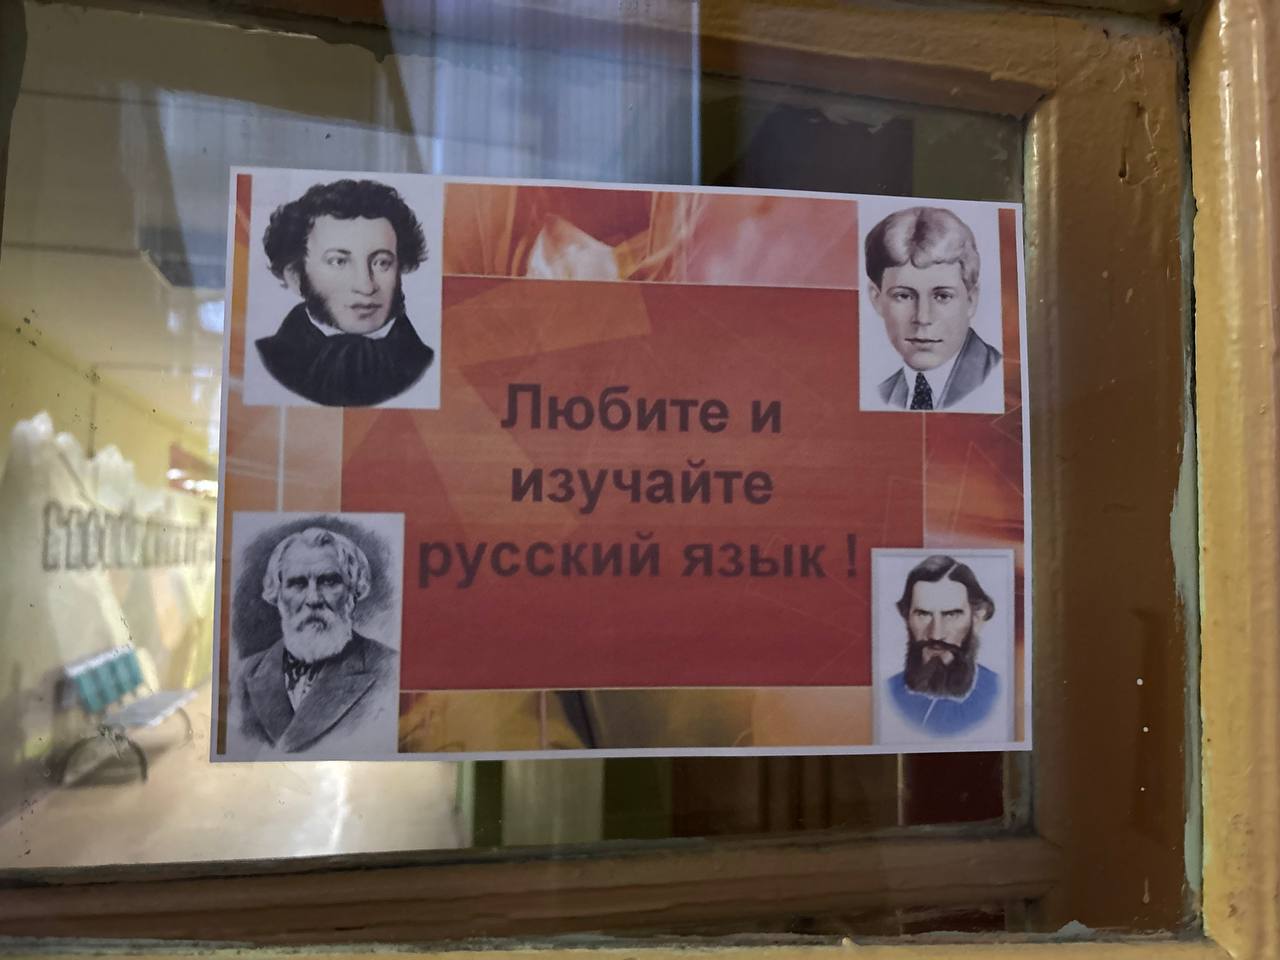 Любите и
изучайте
русский язык !